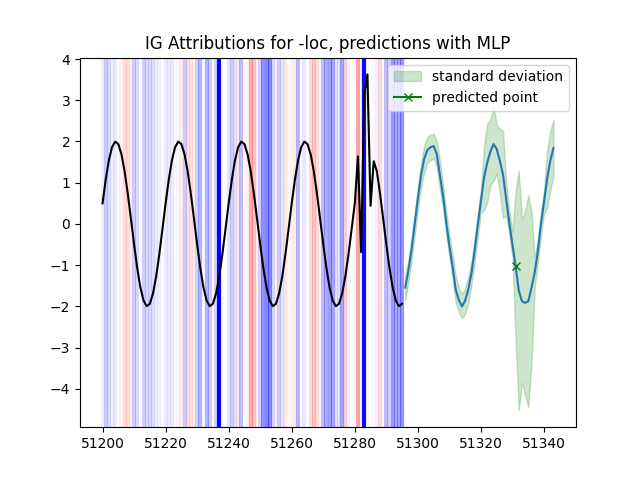 IG Attributions for -loc, predictions with MLP
standard deviation
predicted point
4
3
2
1
0
−1
−2
−3
−4
51200 51220 51240 51260 51280 51300 51320 51340